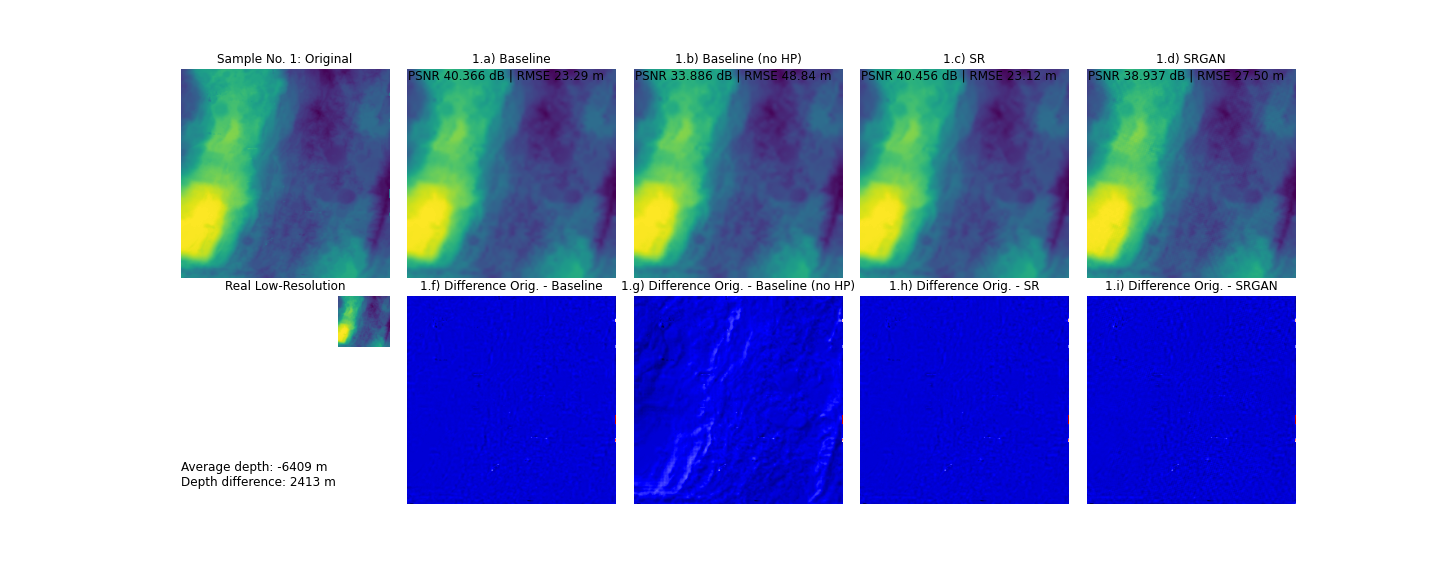 Sample No. 1: Original
1.a) Baseline
1.b) Baseline (no HP)
1.c) SR
1.d) SRGAN
PSNR 40.366 dB | RMSE 23.29 m
PSNR 33.886 dB | RMSE 48.84 m
PSNR 40.456 dB | RMSE 23.12 m
PSNR 38.937 dB | RMSE 27.50 m
Real Low-Resolution
1.f) Difference Orig. - Baseline
1.g) Difference Orig. - Baseline (no HP)
1.h) Difference Orig. - SR
1.i) Difference Orig. - SRGAN
Average depth: -6409 m
Depth difference: 2413 m